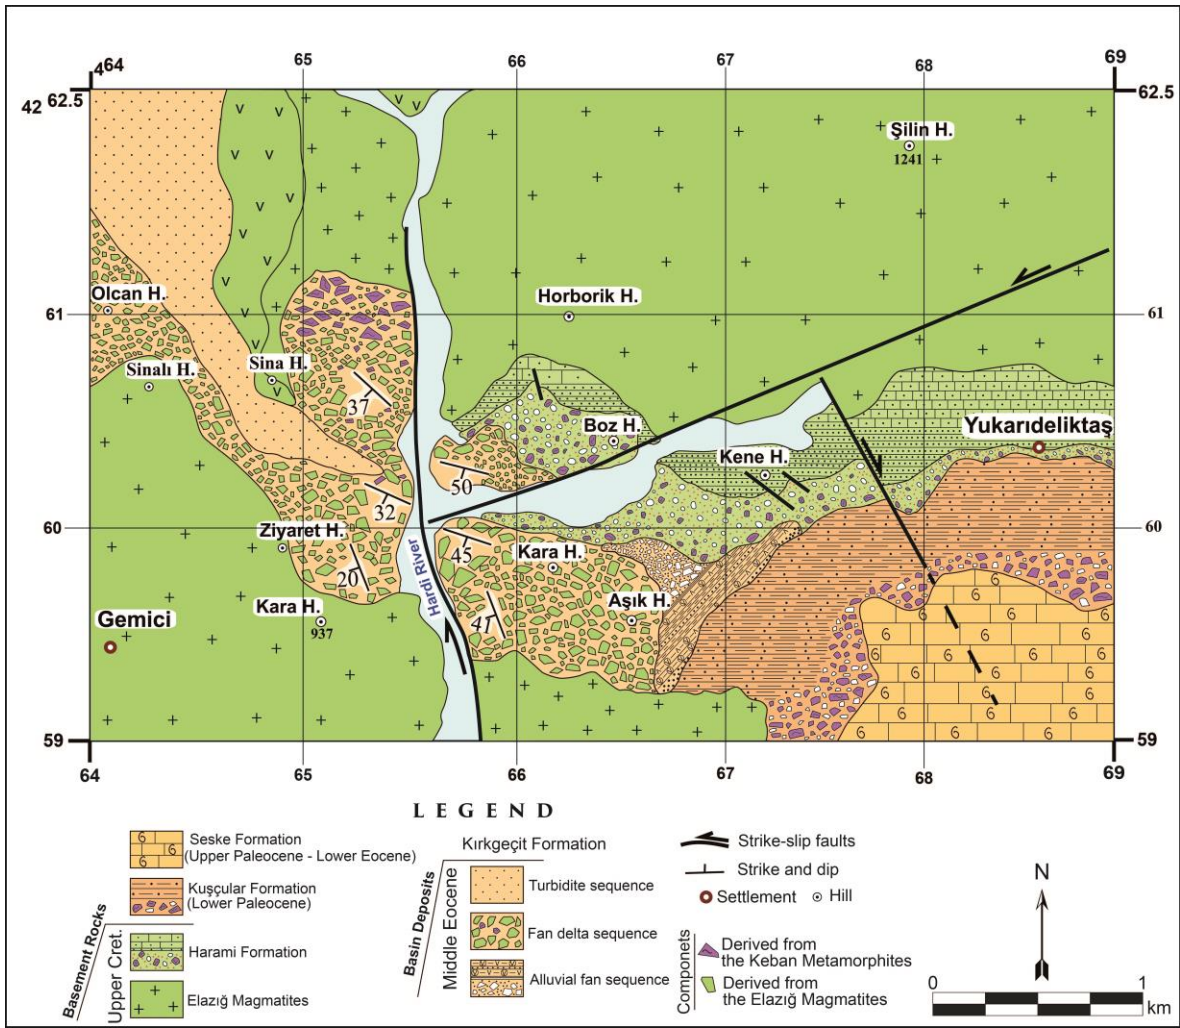 4 64
65
66
67
68
69
42 62.5
62.5
Şilin H.
1241
Olcan H.
61
Horborik H.
61
Sinalı H.
Sina H.
37
Boz H.
Yukarıdeliktaş
Kene H.
50
32
60
Ziyaret H.
45
Kara H.
60
20
Hardi River
Kara H.
937
41
Aşık H.
Gemici
59
59
64
65
66
67
68
69
LEGEND
Seske Formation
(Upper Paleocene - Lower Eocene)
Kuşçular Formation
(Lower Paleocene)
Basement Rocks
Upper Cret.
Harami Formation
Elazığ Magmatites
Kırkgeçit Formation
Basin Deposits
Middle Eocene
Turbidite sequence
Fan delta sequence
Alluvial fan sequence
Strike-slip faults
Strike and dip
Settlement
Hill
Componets
Derived from
the Keban Metamorphites
Derived from
the Elazığ Magmatites
N
0
1
km